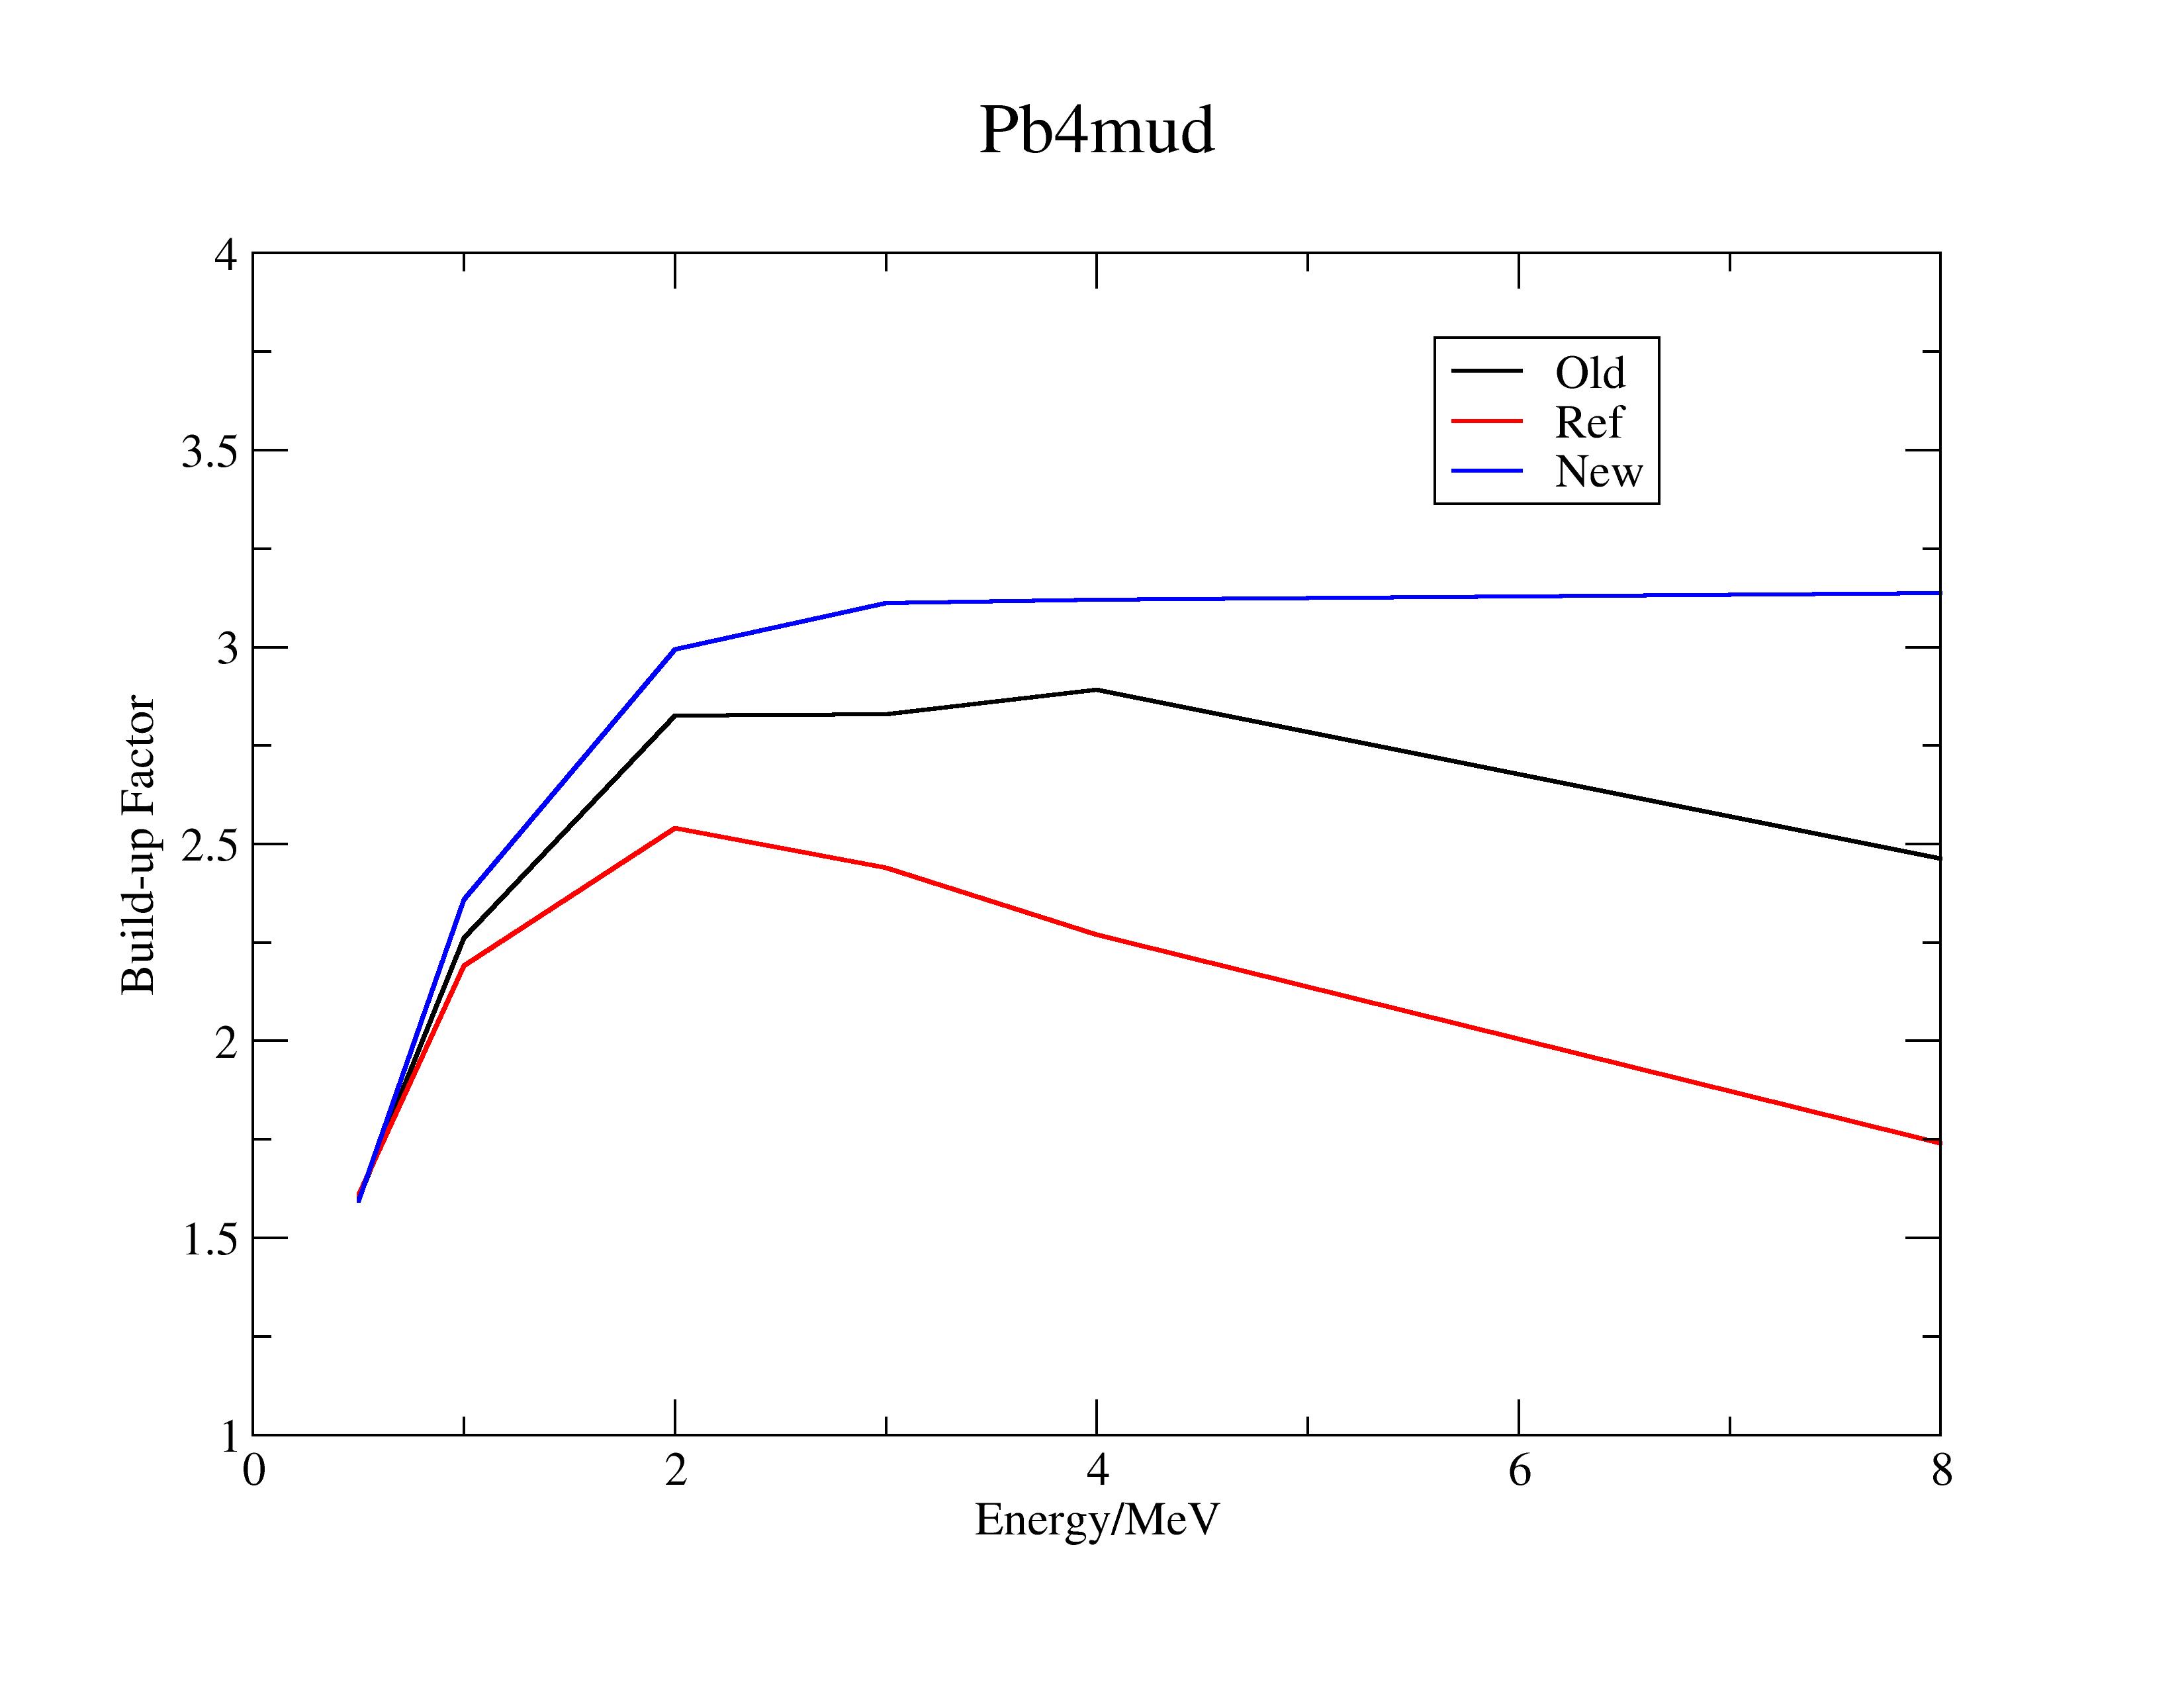 Pb4mud
4
3.5
3
2.5
2
1.5
1
Build-up Factor
Old
Ref
New
0 2 4 6 8
Energy/MeV